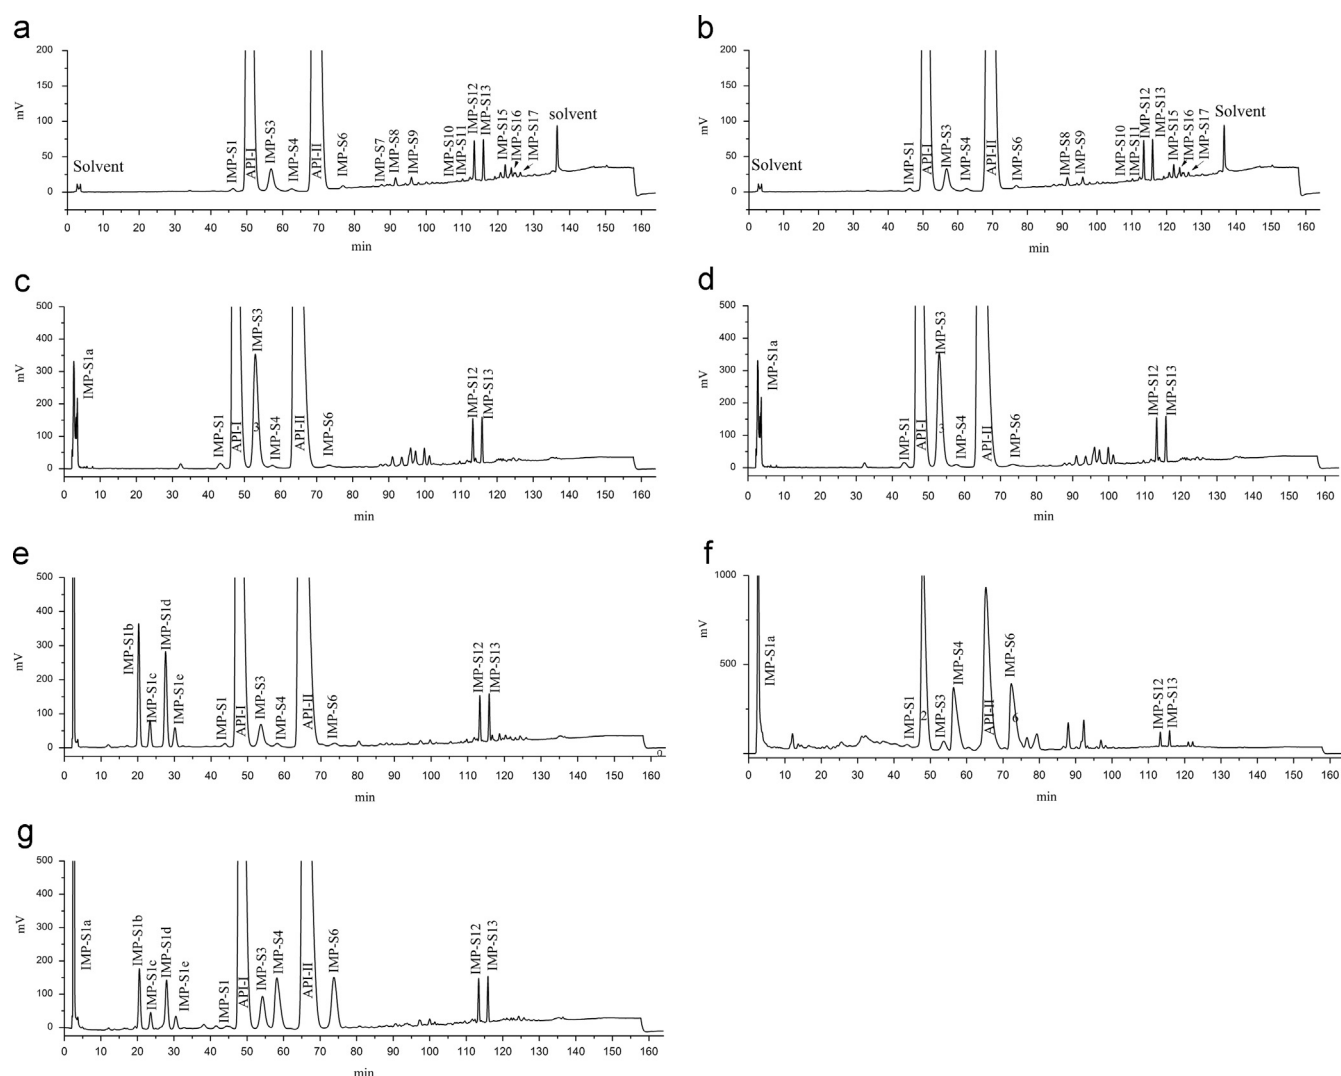 a
200
150
100
50
0
mV
Solvent
IMP-S1
API-I
IMP-S3
IMP-S4
API-II
IMP-S6
IMP-S7
IMP-S8
IMP-S9
IMP-S10
IMP-S11
IMP-S12
IMP-S13
IMP-S15
IMP-S16
IMP-S17
solvent
0 10 20 30 40 50 60 70 80 90 100 110 120 130 140 150 160
min
b
200
150
100
50
0
mV
Solvent
IMP-S1
API-I
IMP-S3
IMP-S4
API-II
IMP-S6
IMP-S8
IMP-S9
IMP-S10
IMP-S11
IMP-S12
IMP-S13
IMP-S15
IMP-S16
IMP-S17
Solvent
0 10 20 30 40 50 60 70 80 90 100 110 120 130 140 150 160
min
c
500
400
300
200
100
0
mV
IMP-S1a
IMP-S1
API-I
IMP-S3
3
IMP-S4
API-II
IMP-S6
IMP-S12
IMP-S13
0 10 20 30 40 50 60 70 80 90 100 110 120 130 140 150 160
min
d
500
400
300
200
100
0
mV
IMP-S1a
IMP-S1
API-I
IMP-S3
3
IMP-S4
API-II
IMP-S6
IMP-S12
IMP-S13
0 10 20 30 40 50 60 70 80 90 100 110 120 130 140 150 160
min
e
500
400
300
200
100
0
mV
IMP-S1b
IMP-S1c
IMP-S1d
IMP-S1e
IMP-S1
API-I
IMP-S3
IMP-S4
API-II
IMP-S6
IMP-S12
IMP-S13
0 10 20 30 40 50 60 70 80 90 100 110 120 130 140 150 160
min
f
1000
500
0
mV
IMP-S1a
IMP-S1
2
IMP-S3
IMP-S4
API-II
IMP-S6
6
IMP-S12
IMP-S13
0 10 20 30 40 50 60 70 80 90 100 110 120 130 140 150 160
min
g
500
400
300
200
100
0
mV
IMP-S1a
IMP-S1b
IMP-S1c
IMP-S1d
IMP-S1e
IMP-S1
API-I
IMP-S3
IMP-S4
API-II
IMP-S6
IMP-S12
IMP-S13
0 10 20 30 40 50 60 70 80 90 100 110 120 130 140 150 160
min